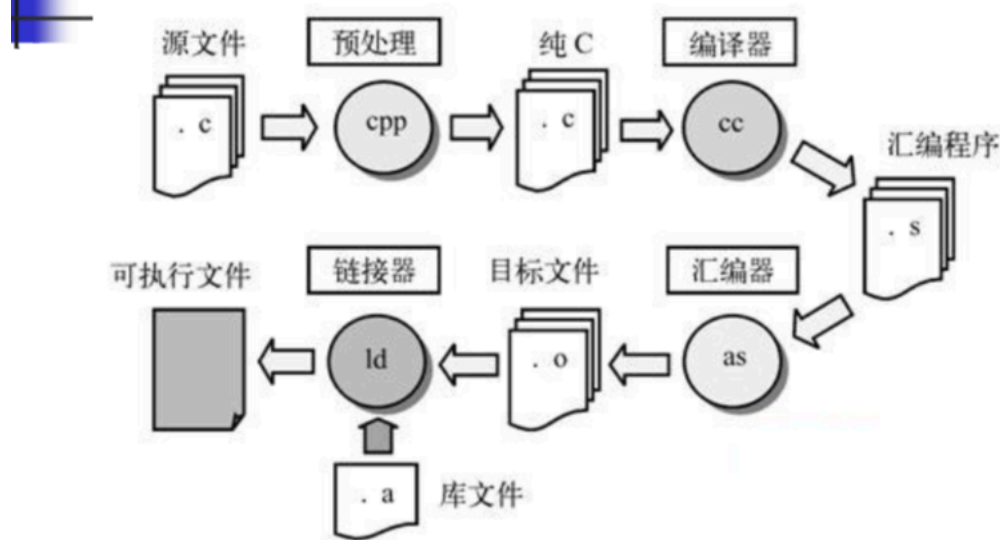 源文件
预处理
纯 C
编译器
. c
cpp
. c
cc
汇编程序
. s
可执行文件
链接器
目标文件
汇编器
ld
. o
as
. a
库文件